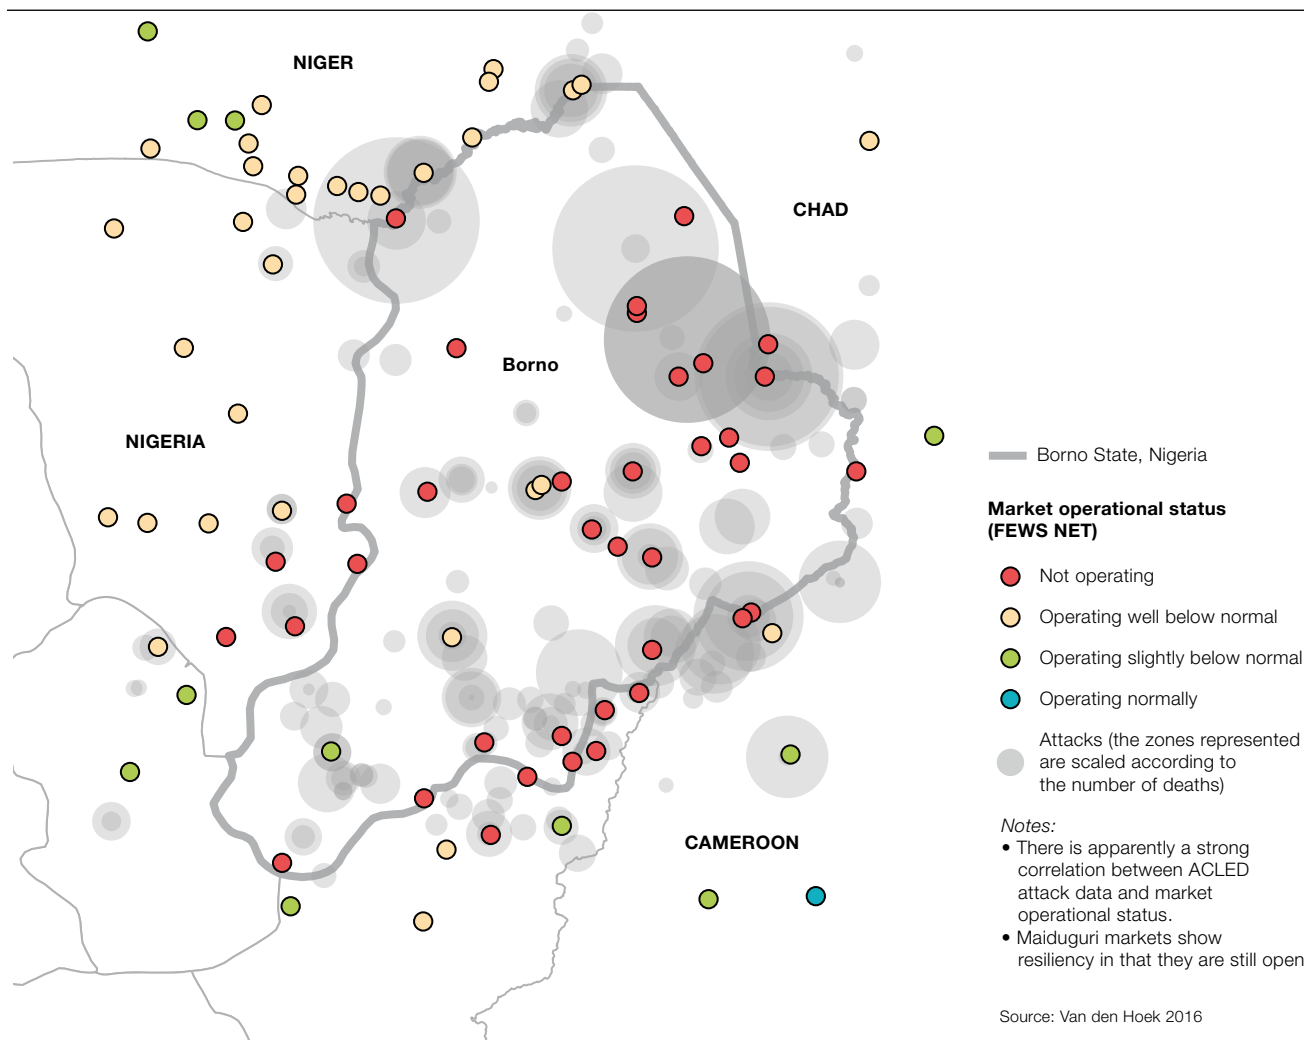 NIGER
CHAD
Borno
NIGERIA
CAMEROON
Borno State, Nigeria
Market operational status
(FEWS NET)
Not operating
Operating well below normal
Operating slightly below normal
Operating normally
Attacks (the zones represented
are scaled according to
the number of deaths)
Notes:
• There is apparently a strong
correlation between ACLED
attack data and market
operational status.
• Maiduguri markets show
resiliency in that they are still open
Source: Van den Hoek 2016